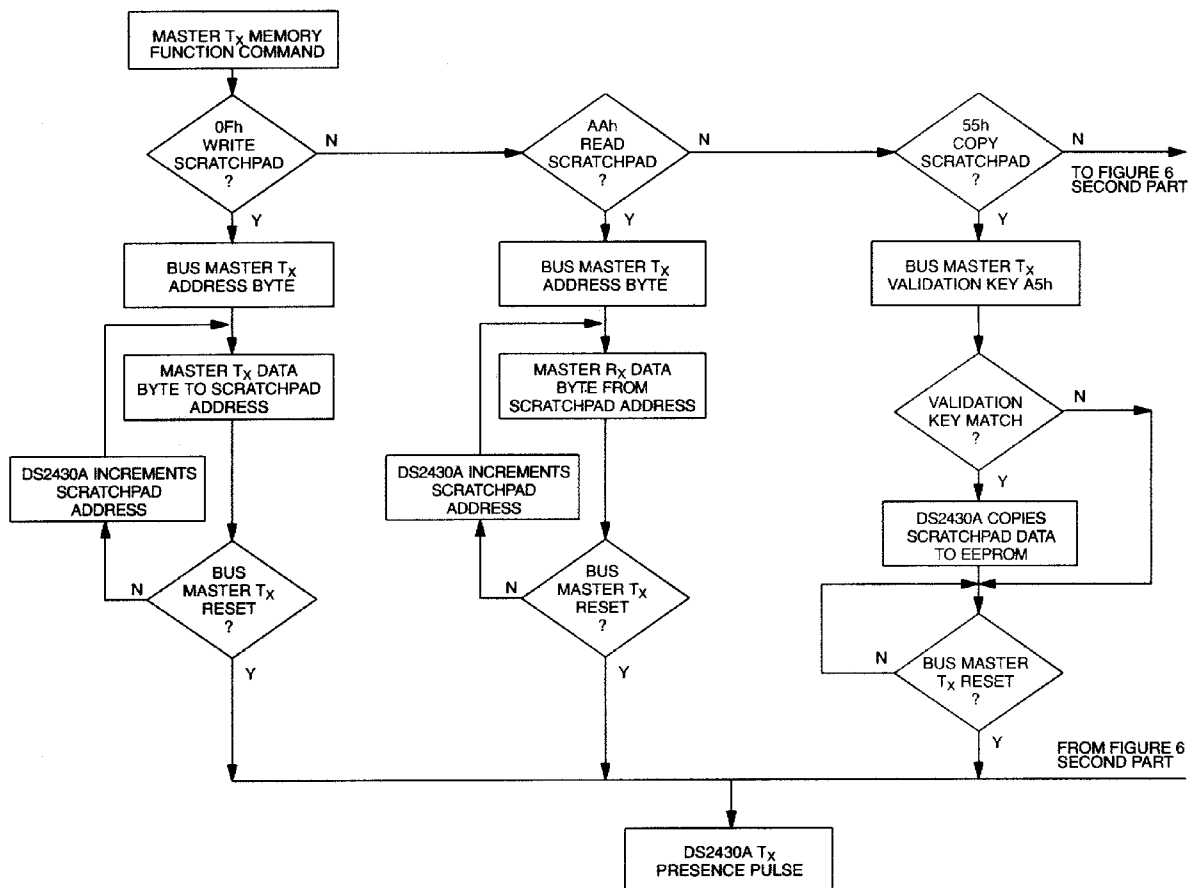 MASTER TX MEMORY
FUNCTION COMMAND
0Fh
WRITE
SCRATCHPAD
?
N
Y
AAh
READ
SCRATCHPAD
?
N
Y
55h
COPY
SCRATCHPAD
?
N
Y
TO FIGURE 6
SECOND PART
BUS MASTER TX
ADDRESS BYTE
BUS MASTER TX
ADDRESS BYTE
BUS MASTER TX
VALIDATION KEY A5h
MASTER TX DATA
BYTE TO SCRATCHPAD
ADDRESS
MASTER RX DATA
BYTE FROM
SCRATCHPAD ADDRESS
VALIDATION
KEY MATCH
?
N
Y
DS2430A INCREMENTS
SCRATCHPAD
ADDRESS
DS2430A INCREMENTS
SCRATCHPAD
ADDRESS
DS2430A COPIES
SCRATCHPAD DATA
TO EEPROM
BUS
MASTER TX
RESET
?
N
Y
BUS
MASTER TX
RESET
?
N
Y
BUS MASTER
TX RESET
?
N
Y
FROM FIGURE 6
SECOND PART
DS2430A TX
PRESENCE PULSE